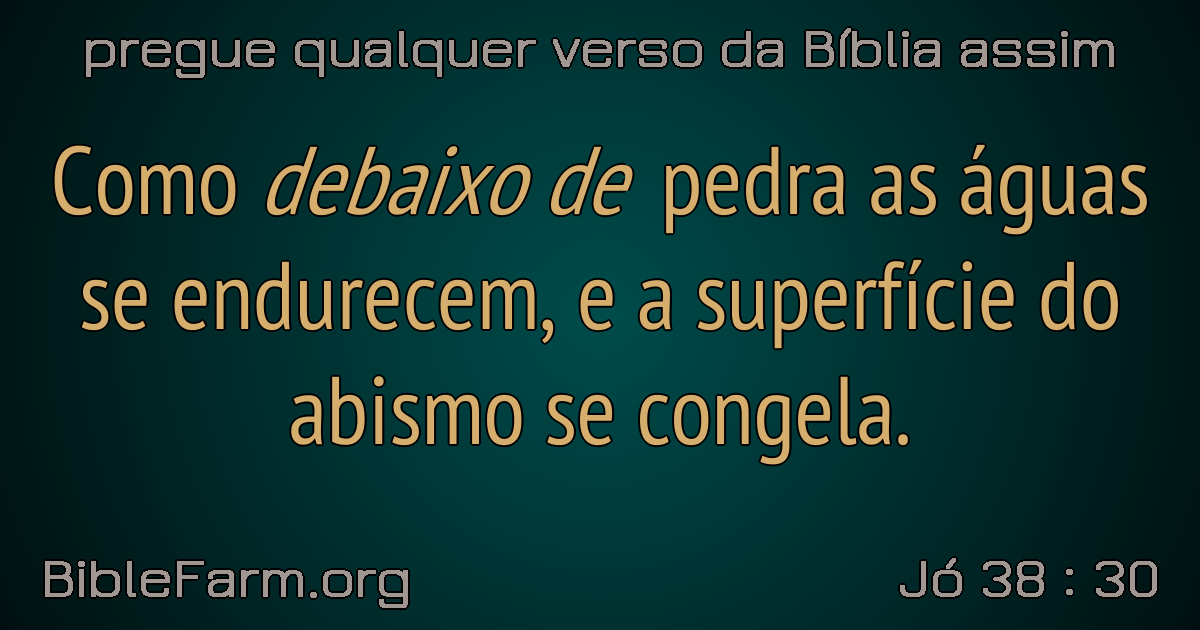 pregue qualquer verso da Bíblia assim
Como debaixo de pedra as águas
se endurecem, e a superfície do
abismo se congela.
BibleFarm.org
Jó 38 : 30